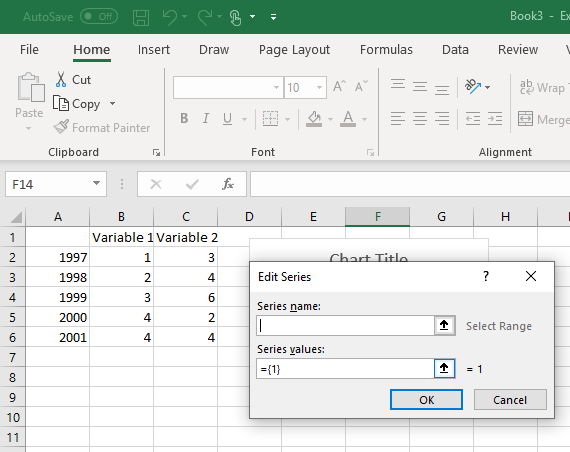 AutoSave Off Book3 - Ex
File Home Insert Draw Page Layout Formulas Data Review
Paste Cut Copy Format Painter
10 A A
B I U A
ab Wrap T
Merge
Clipboard Font Alignment
F14 fx
A B C D E F G H
1 Variable 1 Variable 2
2 1997 1 3
3 1998 2 4
4 1999 3 6
5 2000 4 2
6 2001 4 4
7
8
9
10
11
Chart Title
Edit Series ? ×
Series name:
Select Range
Series values:
={1} = 1
OK Cancel